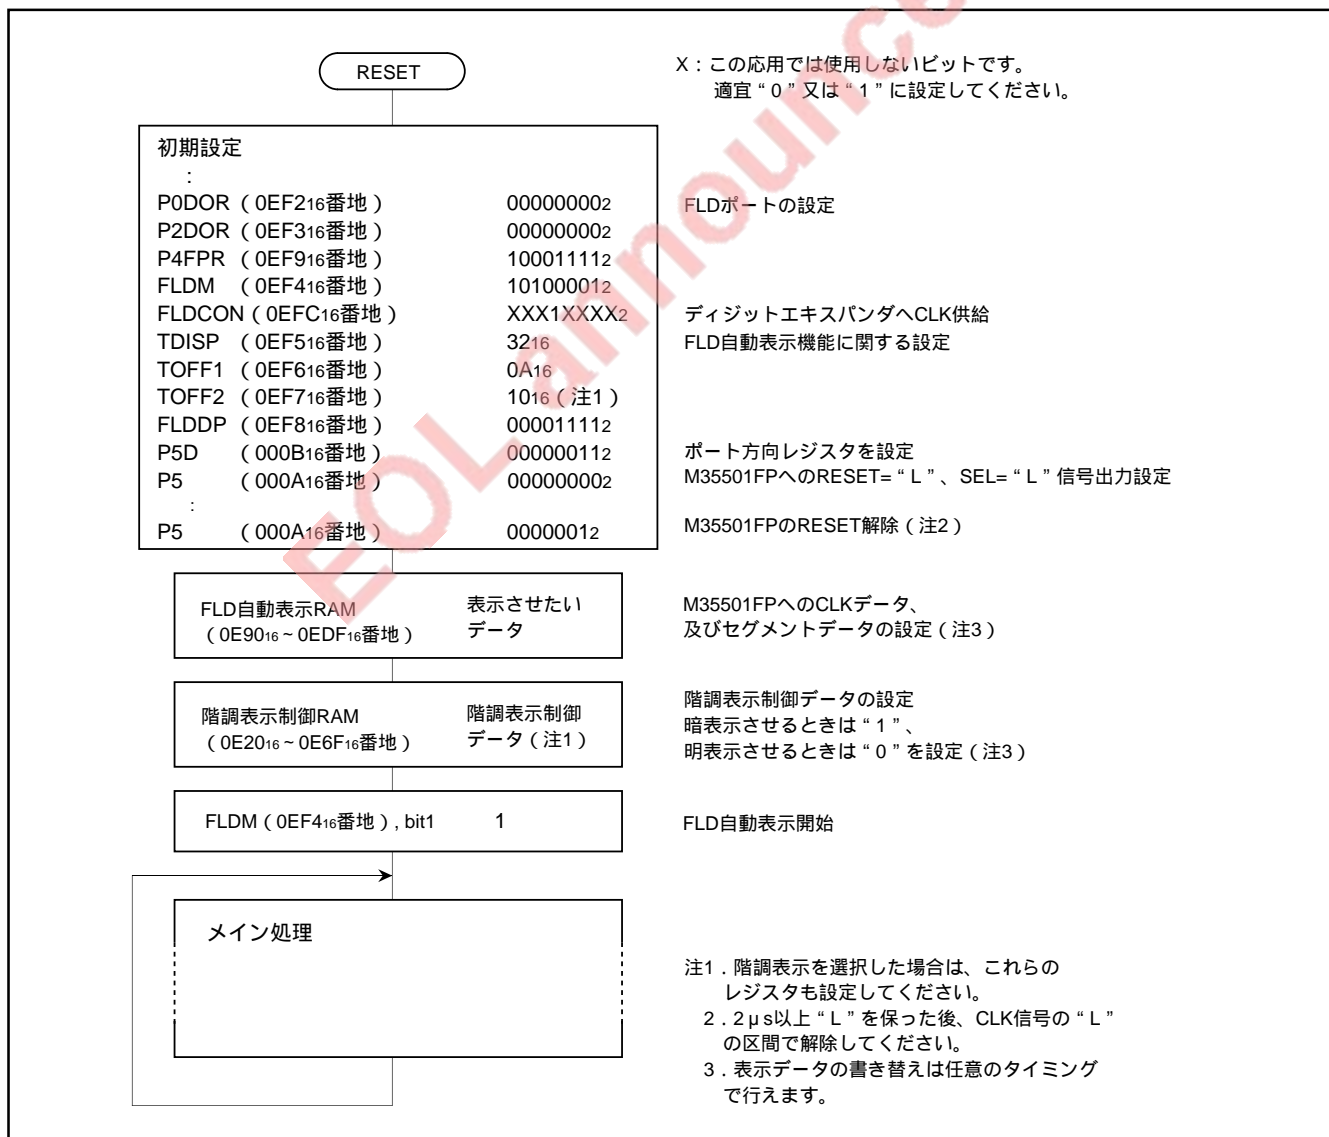 RESET
X：この応用では使用しないビットです。
適宜“0”又は“1”に設定してください。
初期設定
:
P0DOR （0EF216番地） 000000002 FLDポートの設定
P2DOR （0EF316番地） 000000002
P4FPR （0EF916番地） 100011112
FLDM （0EF416番地） 101000012
FLDCON（0EFC16番地） XXX1XXXX2 ディジットエキスパンダへCLK供給
TDISP （0EF516番地） 3216 FLD自動表示機能に関する設定
TOFF1 （0EF616番地） 0A16
TOFF2 （0EF716番地） 1016（注1）
FLDDP （0EF816番地） 000011112
P5D （000B16番地） 000000112 ポート方向レジスタを設定
P5 （000A16番地） 000000002 M35501FPへのRESET=“L”、SEL=“L”信号出力設定
:
P5 （000A16番地） 00000012 M35501FPのRESET解除（注2）
FLD自動表示RAM 表示させたい M35501FPへのCLKデータ、
（0E9016～0EDF16番地） データ 及びセグメントデータの設定（注3）
階調表示制御データの設定
階調表示制御RAM 階調表示制御 暗表示させるときは“1”、
（0E2016～0E6F16番地） データ（注1） 明表示させるときは“0”を設定（注3）
FLDM（0EF416番地）, bit1 1 FLD自動表示開始
メイン処理
注1．階調表示を選択した場合は、これらの
レジスタも設定してください。
2．2μs以上“L”を保った後、CLK信号の“L”
の区間で解除してください。
3．表示データの書き替えは任意のタイミング
で行えます。
EOL announce